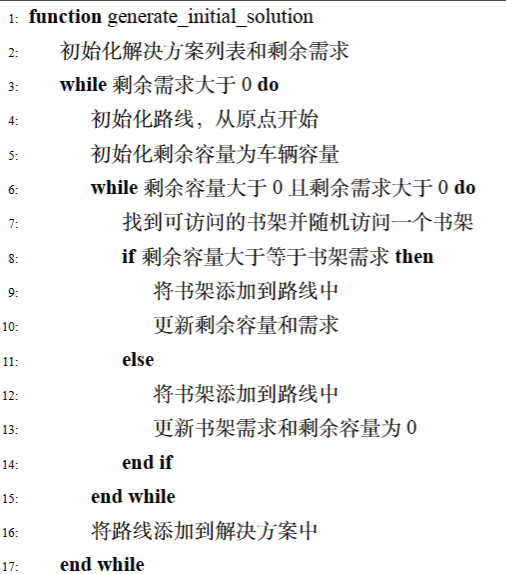 1: function generate_initial_solution
2: 初始化解决方案列表和剩余需求
3: while 剩余需求大于 0 do
4: 初始化路线，从原点开始
5: 初始化剩余容量为车辆容量
6: while 剩余容量大于 0 且剩余需求大于 0 do
7: 找到可访问的书架并随机访问一个书架
8: if 剩余容量大于等于书架需求 then
9: 将书架添加到路线中
10: 更新剩余容量和需求
11: else
12: 将书架添加到路线中
13: 更新书架需求和剩余容量为 0
14: end if
15: end while
16: 将路线添加到解决方案中
17: end while